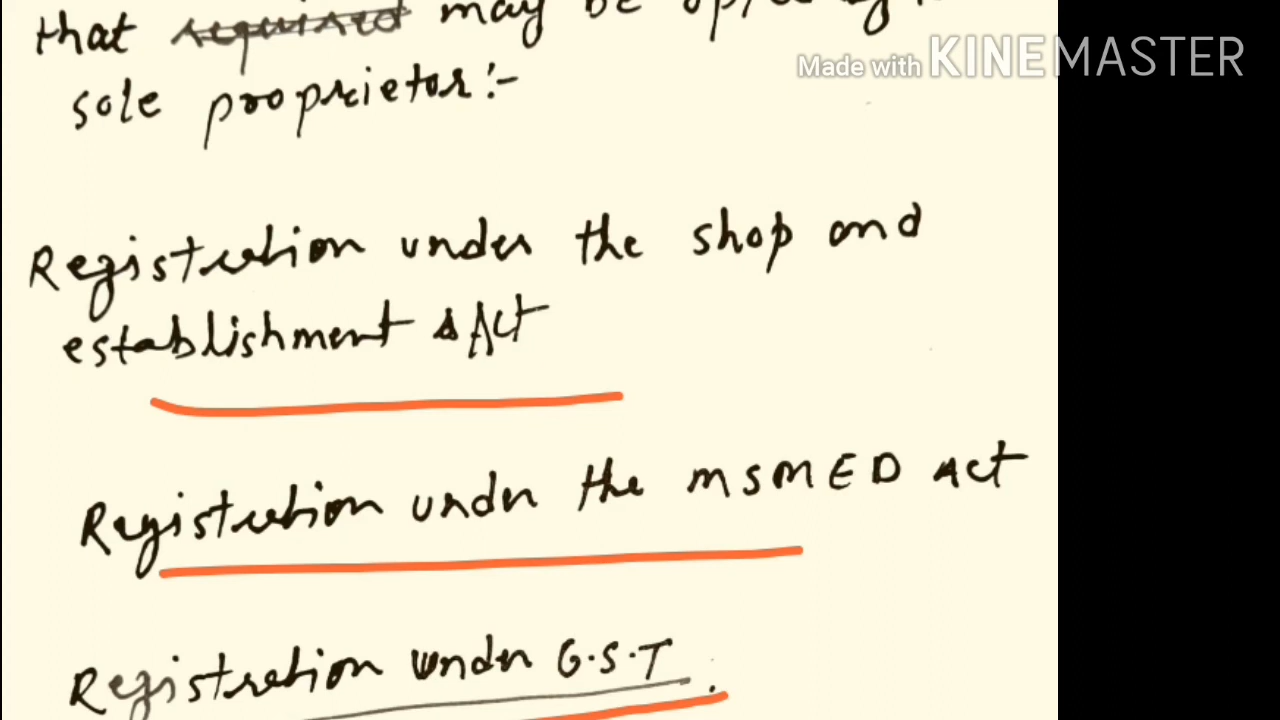 that required may be
Made with KINEMASTER
sole proprietor:-
Registration under the shop and
establishment Act
Registration under the MSMED Act
Registration under G.S.T.